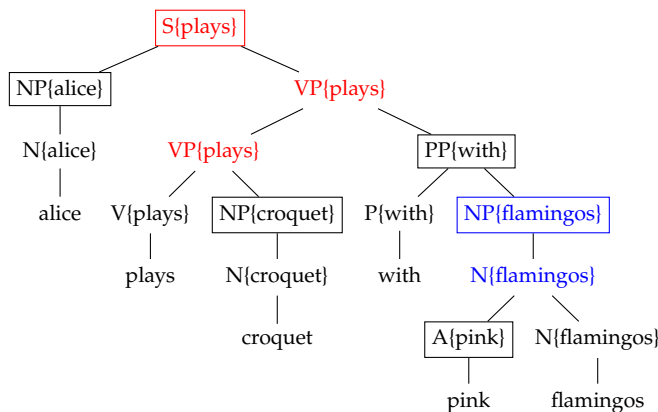 S{plays}
NP{alice} VP{plays}
N{alice} VP{plays} PP{with}
alice V{plays} NP{croquet} P{with} NP{flamingos}
plays N{croquet} with N{flamingos}
croquet A{pink} N{flamingos}
pink flamingos